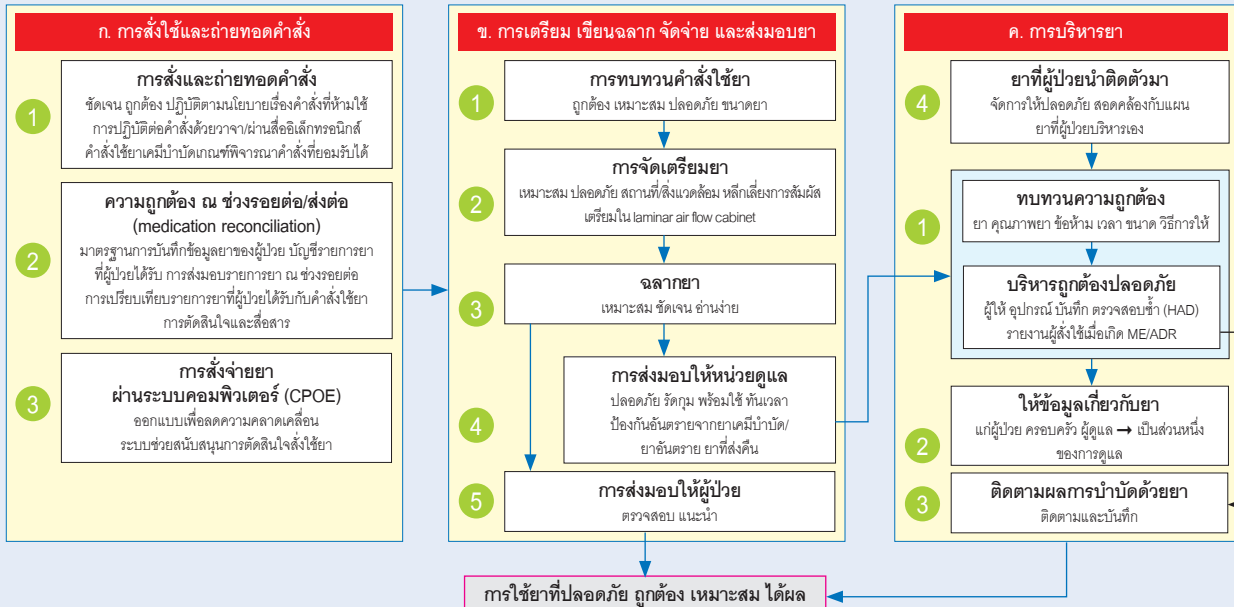 ก. การสั่งใช้และถ่ายทอดคำสั่ง
1
การสั่งและถ่ายทอดคำสั่ง
ชัดเจน ถูกต้อง ปฏิบัติตามนโยบายเรื่องคำสั่งที่ห้ามใช้
การปฏิบัติต่อคำสั่งด้วยวาจา/ผ่านสื่ออิเล็กทรอนิกส์
คำสั่งใช้ยาเคมีบำบัดเกณฑ์พิจารณาคำสั่งที่ยอมรับได้
2
ความถูกต้อง ณ ช่วงรอยต่อ/ส่งต่อ
(medication reconciliation)
มาตรฐานการบันทึกข้อมูลยาของผู้ป่วย บัญชีรายการยา
ที่ผู้ป่วยได้รับ การส่งมอบรายการยา ณ ช่วงรอยต่อ
การเปรียบเทียบรายการยาที่ผู้ป่วยได้รับกับคำสั่งใช้ยา
การตัดสินใจและสื่อสาร
3
การสั่งจ่ายยา
ผ่านระบบคอมพิวเตอร์ (CPOE)
ออกแบบเพื่อลดความคลาดเคลื่อน
ระบบช่วยสนับสนุนการตัดสินใจสั่งใช้ยา
ข. การเตรียม เขียนฉลาก จัดจ่าย และส่งมอบยา
1
การทบทวนคำสั่งใช้ยา
ถูกต้อง เหมาะสม ปลอดภัย ขนาดยา
2
การจัดเตรียมยา
เหมาะสม ปลอดภัย สถานที่/สิ่งแวดล้อม หลีกเลี่ยงการสัมผัส
เตรียมใน laminar air flow cabinet
3
ฉลากยา
เหมาะสม ชัดเจน อ่านง่าย
4
การส่งมอบให้หน่วยดูแล
ปลอดภัย รัดกุม พร้อมใช้ ทันเวลา
ป้องกันอันตรายจากยาเคมีบำบัด/
ยาอันตราย ยาที่ส่งคืน
5
การส่งมอบให้ผู้ป่วย
ตรวจสอบ แนะนำ
ค. การบริหารยา
4
ยาที่ผู้ป่วยนำติดตัวมา
จัดการให้ปลอดภัย สอดคล้องกับแผน
ยาที่ผู้ป่วยบริหารเอง
1
ทบทวนความถูกต้อง
ยา คุณภาพยา ข้อห้าม เวลา ขนาด วิธีการให้
บริหารถูกต้องปลอดภัย
ผู้ให้ อุปกรณ์ บันทึก ตรวจสอบซ้ำ (HAD)
รายงานผู้สั่งใช้เมื่อเกิด ME/ADR
2
ให้ข้อมูลเกี่ยวกับยา
แก่ผู้ป่วย ครอบครัว ผู้ดูแล → เป็นส่วนหนึ่ง
ของการดูแล
3
ติดตามผลการบำบัดด้วยยา
ติดตามและบันทึก
การใช้ยาที่ปลอดภัย ถูกต้อง เหมาะสม ได้ผล